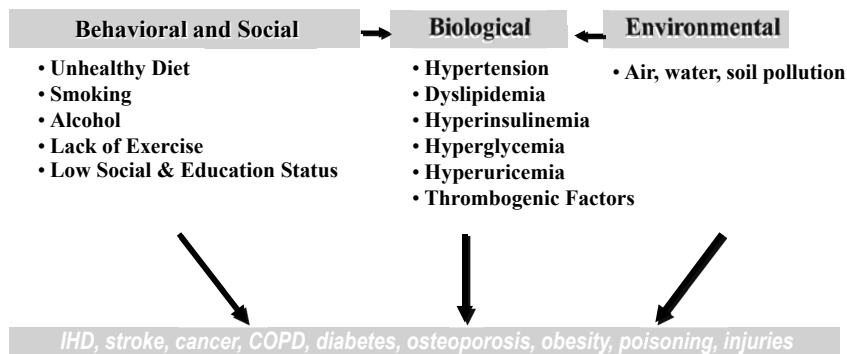 Behavioral and Social
• Unhealthy Diet
• Smoking
• Alcohol
• Lack of Exercise
• Low Social & Education Status
Biological
• Hypertension
• Dyslipidemia
• Hyperinsulinemia
• Hyperglycemia
• Hyperuricemia
• Thrombogenic Factors
Environmental
• Air, water, soil pollution
IHD, stroke, cancer, COPD, diabetes, osteoporosis, obesity, poisoning, injuries